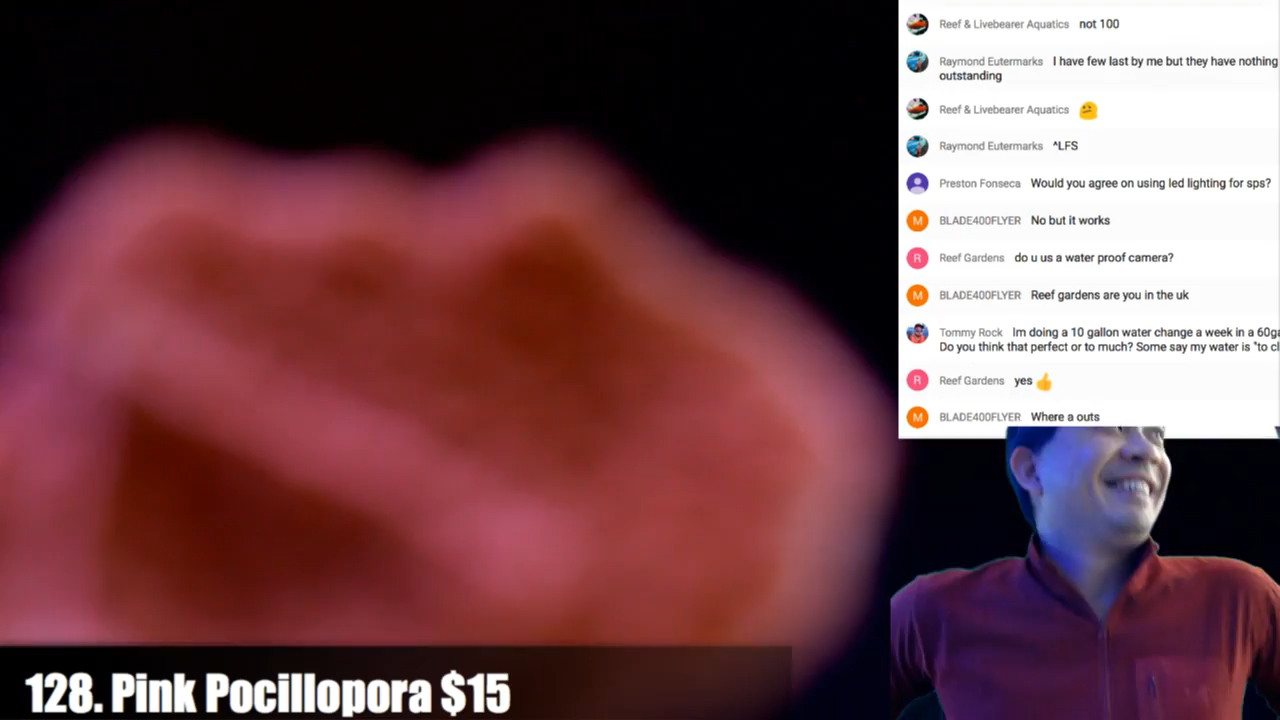 Reef & Livebearer Aquatics not 100
Raymond Eutermarks I have few last by me but they have nothing
outstanding
Reef & Livebearer Aquatics 😕
Raymond Eutermarks ^LFS
Preston Fonseca Would you agree on using led lighting for sps?
M BLADE400FLYER No but it works
R Reef Gardens do u us a water proof camera?
M BLADE400FLYER Reef gardens are you in the uk
Tommy Rock Im doing a 10 gallon water change a week in a 60ga
Do you think that perfect or to much? Some say my water is "to cl
R Reef Gardens yes 👍
M BLADE400FLYER Where a outs
128. Pink Pocillopora $15